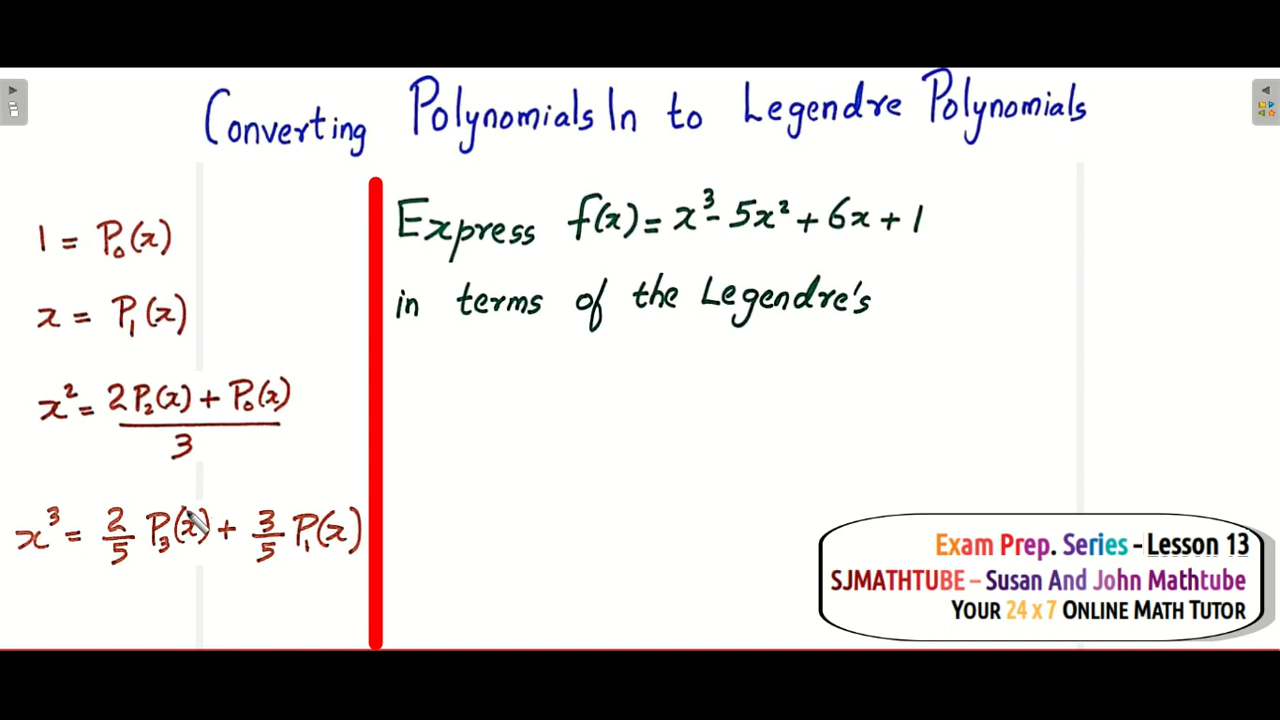 Converting Polynomials In to Legendre Polynomials
1 = P₀(x)
x = P₁(x)
x² = 2P₂(x) + P₀(x)
3
x³ = 2/5 P₃(x) + 3/5 P₁(x)
Express f(x) = x³ - 5x² + 6x + 1
in terms of the Legendre's
Exam Prep. Series – Lesson 13
SJMATHTUBE – Susan And John Mathtube
YOUR 24 x 7 ONLINE MATH TUTOR